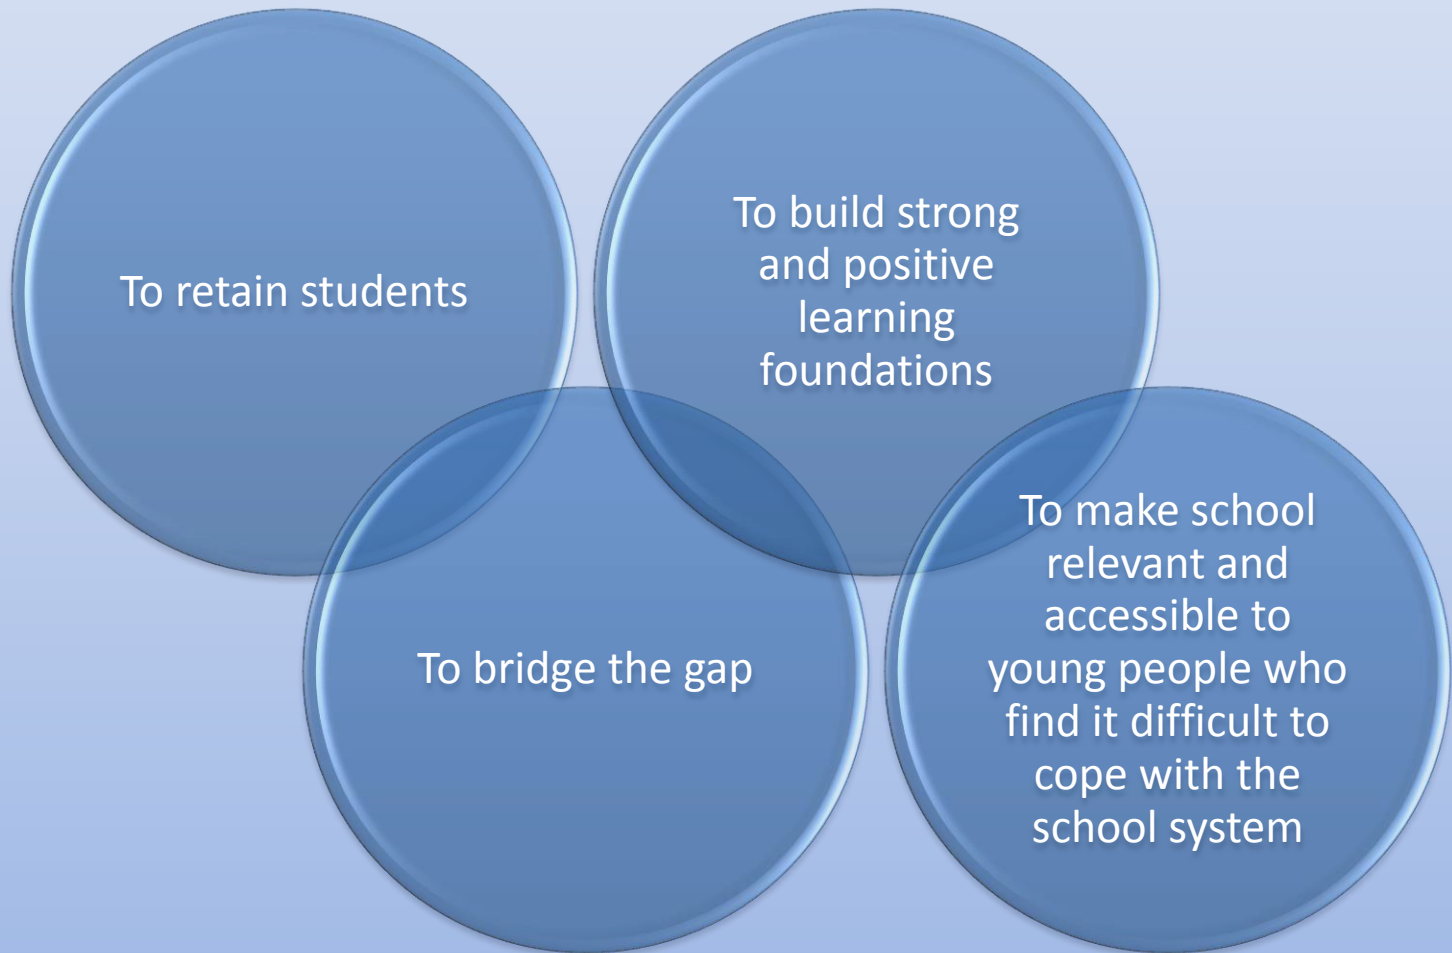 To retain students
To build strong
and positive
learning
foundations
To bridge the gap
To make school
relevant and
accessible to
young people who
find it difficult to
cope with the
school system